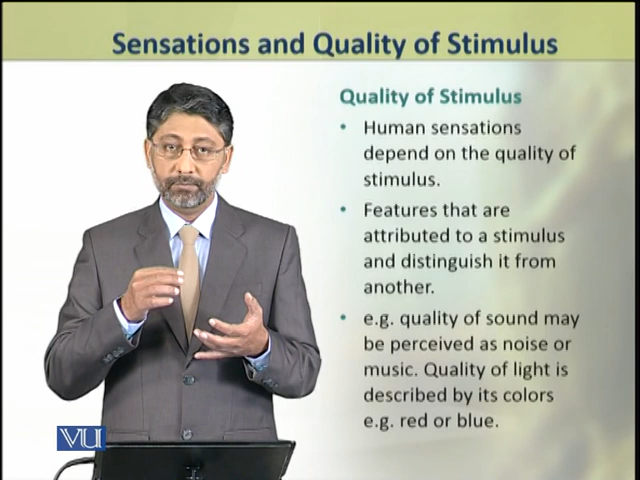 Sensations and Quality of Stimulus
Quality of Stimulus
• Human sensations
depend on the quality of
stimulus.
• Features that are
attributed to a stimulus
and distinguish it from
another.
• e.g. quality of sound may
be perceived as noise or
music. Quality of light is
described by its colors
e.g. red or blue.
VU